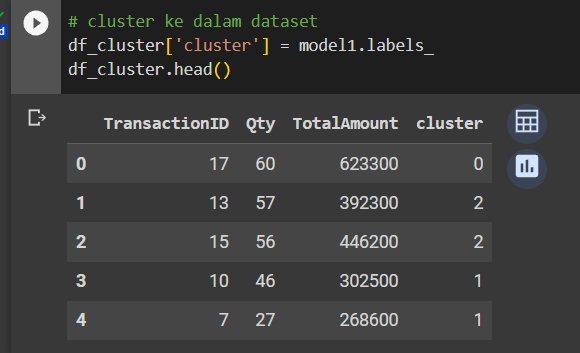 # cluster ke dalam dataset
df_cluster['cluster'] = model1.labels_
df_cluster.head()
TransactionID Qty TotalAmount cluster
0 17 60 623300 0
1 13 57 392300 2
2 15 56 446200 2
3 10 46 302500 1
4 7 27 268600 1